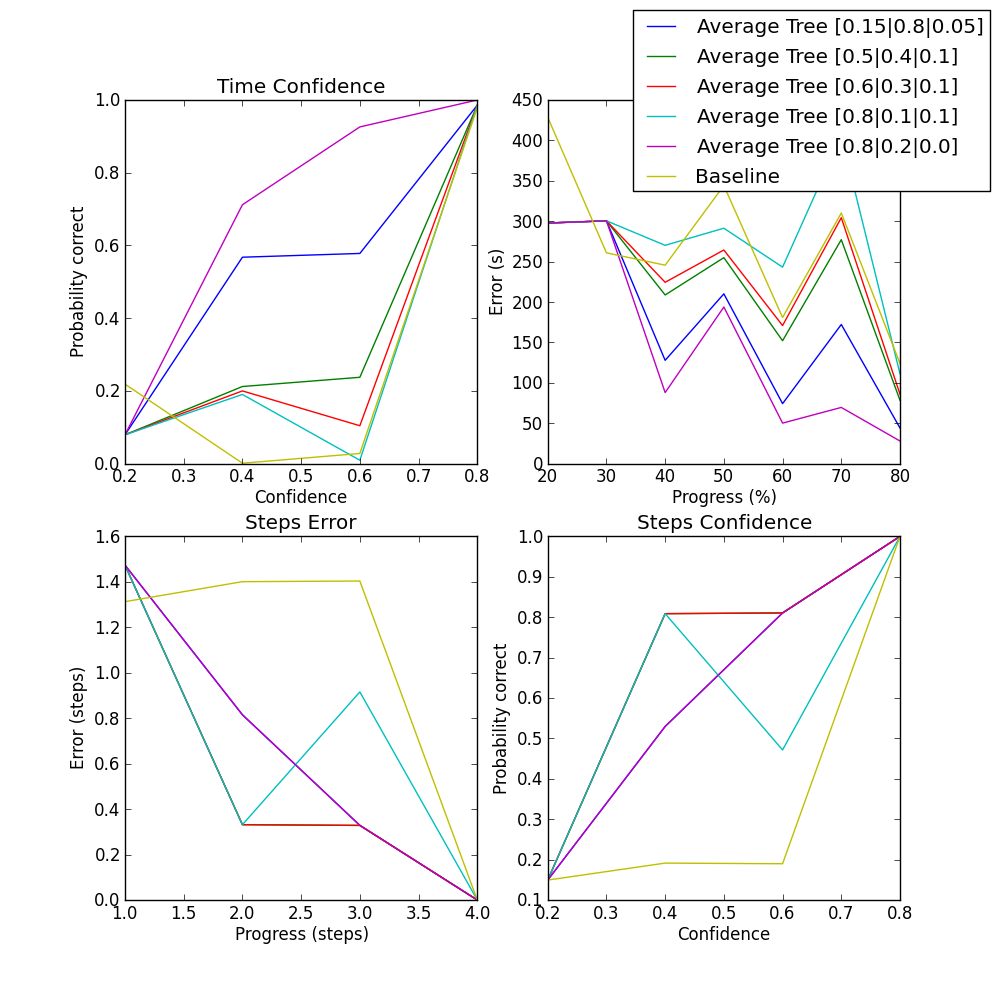 Average Tree [0.15|0.8|0.05]
Average Tree [0.5|0.4|0.1]
Average Tree [0.6|0.3|0.1]
Average Tree [0.8|0.1|0.1]
Average Tree [0.8|0.2|0.0]
Baseline
Time Confidence
1.0
0.8
0.6
0.4
0.2
0.0
Probability correct
0.2 0.3 0.4 0.5 0.6 0.7 0.8
Confidence
450
400
350
300
250
200
150
100
50
0
Error (s)
20 30 40 50 60 70 80
Progress (%)
Steps Error
1.6
1.4
1.2
1.0
0.8
0.6
0.4
0.2
0.0
Error (steps)
1.0 1.5 2.0 2.5 3.0 3.5 4.0
Progress (steps)
Steps Confidence
1.0
0.9
0.8
0.7
0.6
0.5
0.4
0.3
0.2
0.1
Probability correct
0.2 0.3 0.4 0.5 0.6 0.7 0.8
Confidence